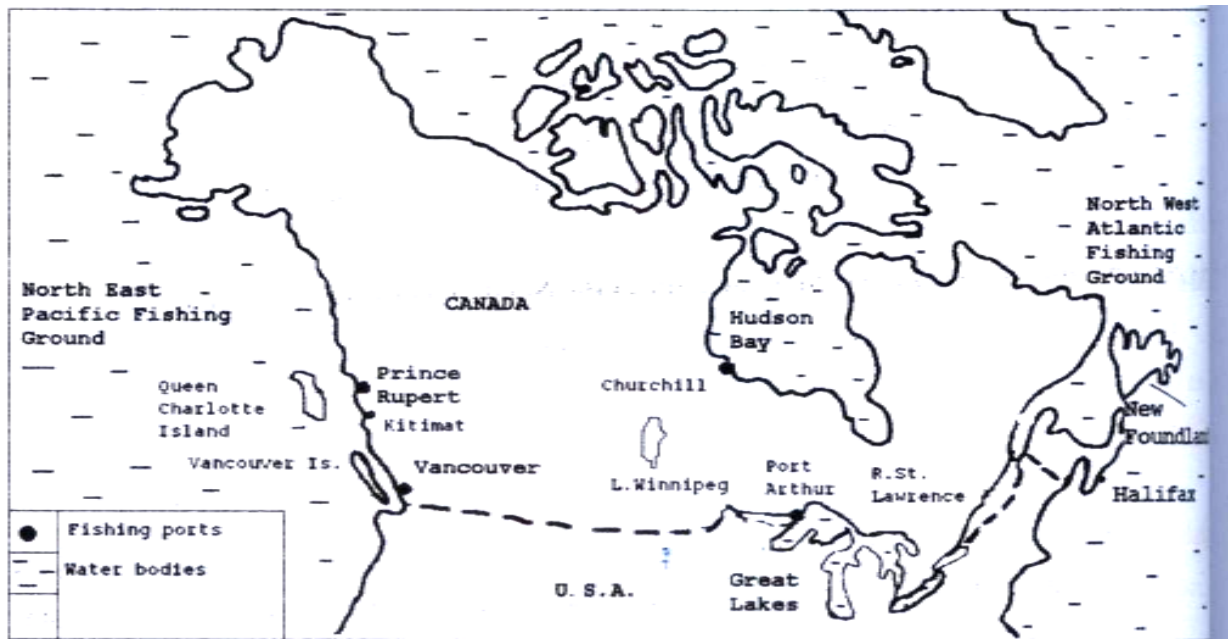 North West
Atlantic
Fishing
Ground
North East
Pacific Fishing
Ground
CANADA
Hudson
Bay
Prince
Rupert
Queen
Charlotte
Island
Kitimat
Churchill
New
Vancouver Is.
Vancouver
L.Winnipeg
Port
Arthur
R.St.
Lawrence
Halifax
Fishing ports
Water bodies
U.S.A.
Great
Lakes